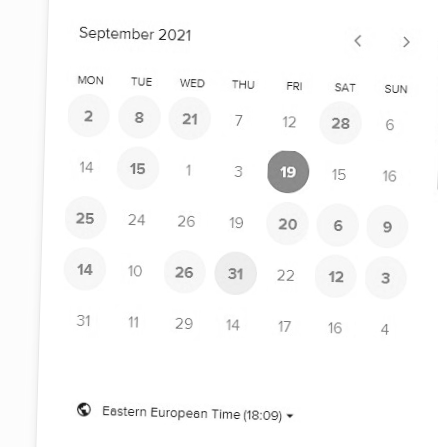 September 2021
MON TUE WED THU FRI SAT SUN
2 8 21 7 12 28 6
14 15 1 3 19 15 16
25 24 26 19 20 6 9
14 10 26 31 22 12 3
31 11 29 14 17 16 4
Eastern European Time (18:09)